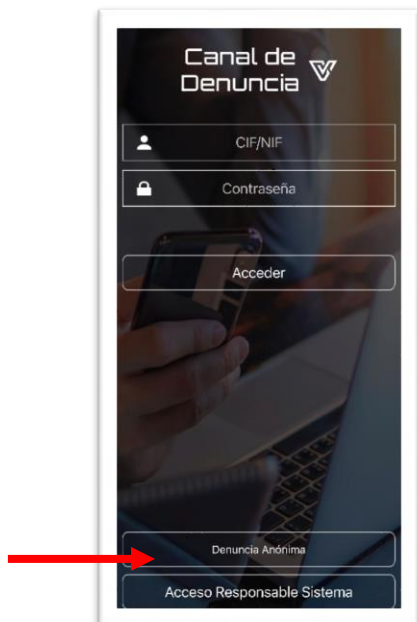 Canal de
Denuncia
CIF/NIF
Contraseña
Acceder
Denuncia Anónima
Acceso Responsable Sistema